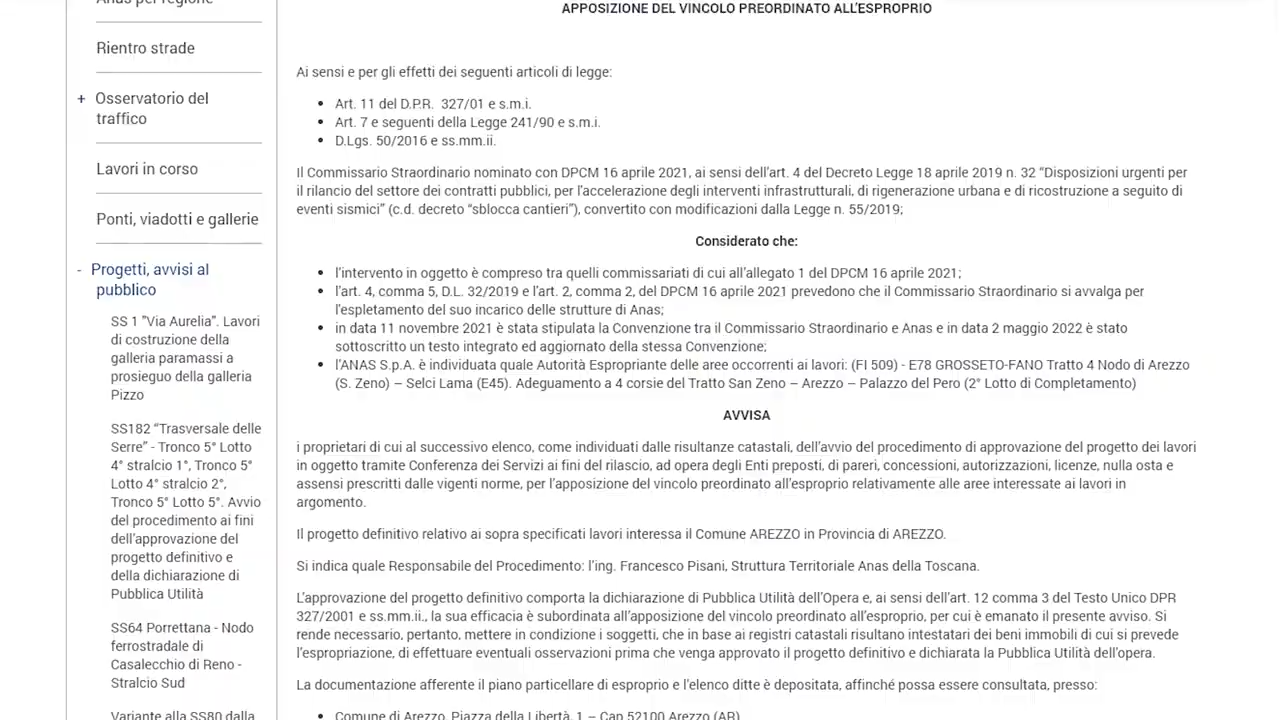 Anas per regione
Rientro strade
+ Osservatorio del
traffico
Lavori in corso
Ponti, viadotti e gallerie
- Progetti, avvisi al
pubblico
SS 1 "Via Aurelia". Lavori
di costruzione della
galleria paramassi a
prosieguo della galleria
Pizzo
SS182 “Trasversale delle
Serre” - Tronco 5° Lotto
4° stralcio 1°, Tronco 5°
Lotto 4° stralcio 2°,
Tronco 5° Lotto 5°. Avvio
del procedimento ai fini
dell’approvazione del
progetto definitivo e
della dichiarazione di
Pubblica Utilità
SS64 Porrettana - Nodo
ferrostradale di
Casalecchio di Reno -
Stralcio Sud
Variante alla SS80 dalla
APPOSIZIONE DEL VINCOLO PREORDINATO ALL’ESPROPRIO
Ai sensi e per gli effetti dei seguenti articoli di legge:
• Art. 11 del D.P.R. 327/01 e s.m.i.
• Art. 7 e seguenti della Legge 241/90 e s.m.i.
• D.Lgs. 50/2016 e ss.mm.ii.
Il Commissario Straordinario nominato con DPCM 16 aprile 2021, ai sensi dell’art. 4 del Decreto Legge 18 aprile 2019 n. 32 “Disposizioni urgenti per
il rilancio del settore dei contratti pubblici, per l’accelerazione degli interventi infrastrutturali, di rigenerazione urbana e di ricostruzione a seguito di
eventi sismici” (c.d. decreto “sblocca cantieri”), convertito con modificazioni dalla Legge n. 55/2019;
Considerato che:
• l’intervento in oggetto è compreso tra quelli commissariati di cui all’allegato 1 del DPCM 16 aprile 2021;
• l’art. 4, comma 5, D.L. 32/2019 e l’art. 2, comma 2, del DPCM 16 aprile 2021 prevedono che il Commissario Straordinario si avvalga per
l’espletamento del suo incarico delle strutture di Anas;
• in data 11 novembre 2021 è stata stipulata la Convenzione tra il Commissario Straordinario e Anas e in data 2 maggio 2022 è stato
sottoscritto un testo integrato ed aggiornato della stessa Convenzione;
• l’ANAS S.p.A. è individuata quale Autorità Espropriante delle aree occorrenti ai lavori: (FI 509) - E78 GROSSETO-FANO Tratto 4 Nodo di Arezzo
(S. Zeno) – Selci Lama (E45). Adeguamento a 4 corsie del Tratto San Zeno – Arezzo – Palazzo del Pero (2° Lotto di Completamento)
AVVISA
i proprietari di cui al successivo elenco, come individuati dalle risultanze catastali, dell’avvio del procedimento di approvazione del progetto dei lavori
in oggetto tramite Conferenza dei Servizi ai fini del rilascio, ad opera degli Enti preposti, di pareri, concessioni, autorizzazioni, licenze, nulla osta e
assensi prescritti dalle vigenti norme, per l’apposizione del vincolo preordinato all’esproprio relativamente alle aree interessate ai lavori in
argomento.
Il progetto definitivo relativo ai sopra specificati lavori interessa il Comune AREZZO in Provincia di AREZZO.
Si indica quale Responsabile del Procedimento: l’ing. Francesco Pisani, Struttura Territoriale Anas della Toscana.
L’approvazione del progetto definitivo comporta la dichiarazione di Pubblica Utilità dell’Opera e, ai sensi dell’art. 12 comma 3 del Testo Unico DPR
327/2001 e ss.mm.ii., la sua efficacia è subordinata all’apposizione del vincolo preordinato all’esproprio, per cui è emanato il presente avviso. Si
rende necessario, pertanto, mettere in condizione i soggetti, che in base ai registri catastali risultano intestatari dei beni immobili di cui si prevede
l’espropriazione, di effettuare eventuali osservazioni prima che venga approvato il progetto definitivo e dichiarata la Pubblica Utilità dell’opera.
La documentazione afferente il piano particellare di esproprio e l’elenco ditte è depositata, affinché possa essere consultata, presso:
• Comune di Arezzo, Piazza della Libertà, 1 – Cap 52100 Arezzo (AR)